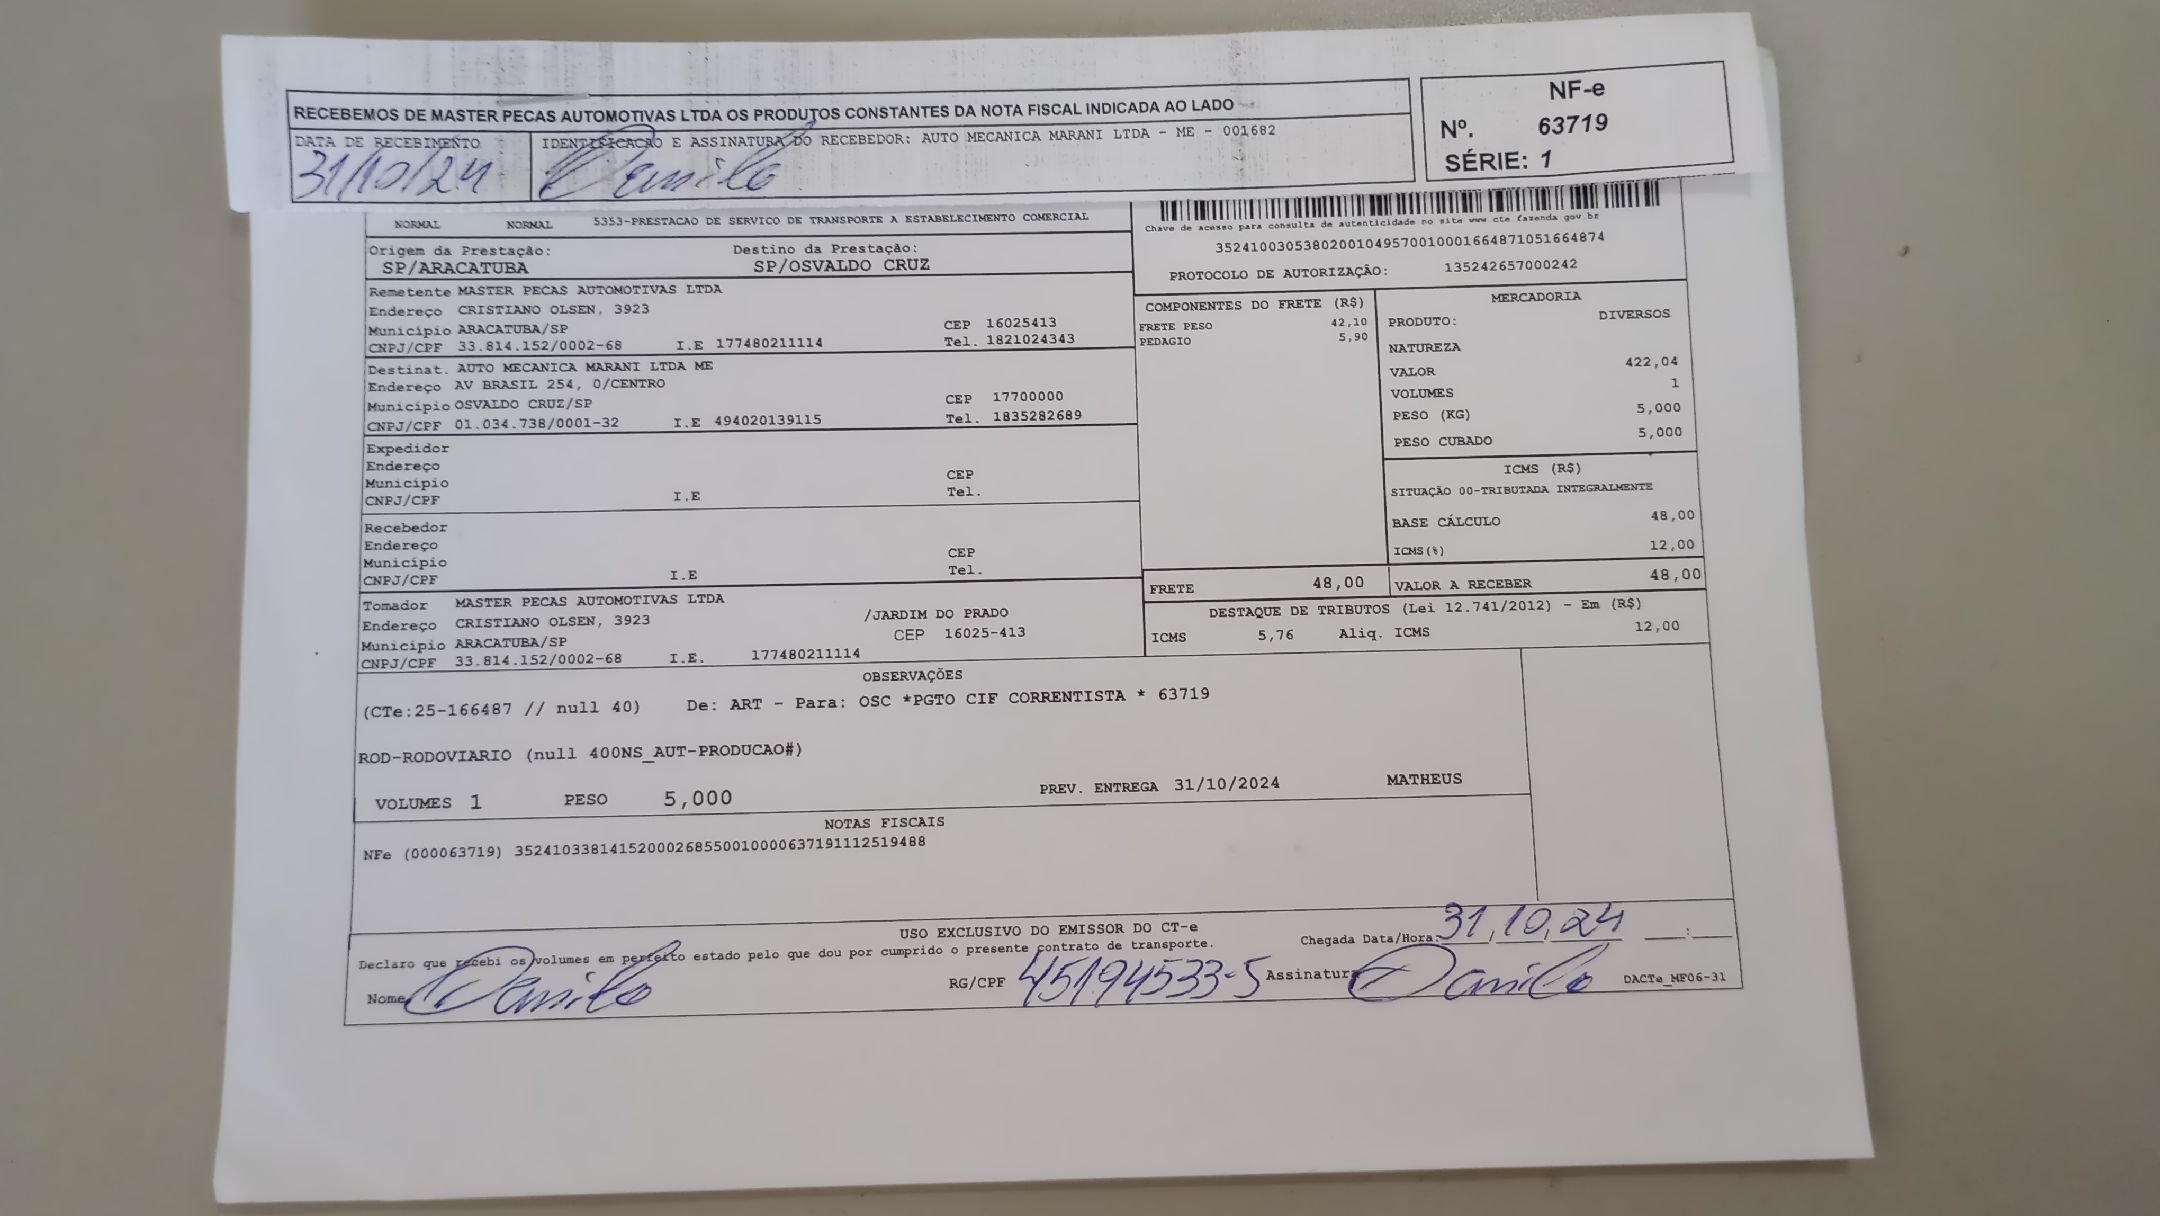 RECEBEMOS DE MASTER PECAS AUTOMOTIVAS LTDA OS PRODUTOS CONSTANTES DA NOTA FISCAL INDICADA AO LADO
NF-e
Nº. 63719
SÉRIE: 1
DATA DE RECEBIMENTO
31/10/24
IDENTIFICACAO E ASSINATURA DO RECEBEDOR: AUTO MECANICA MARANI LTDA - ME - 001682
Danilo
NORMAL NORMAL 5353-PRESTACAO DE SERVICO DE TRANSPORTE A ESTABELECIMENTO COMERCIAL
Chave de acesso para consulta de autenticidade no site www cte fazenda gov br
35241003053802001049570010001664871051664874
PROTOCOLO DE AUTORIZAÇÃO: 135242657000242
Origem da Prestação: Destino da Prestação:
SP/ARACATUBA SP/OSVALDO CRUZ
Remetente MASTER PECAS AUTOMOTIVAS LTDA
Endereço CRISTIANO OLSEN, 3923
Município ARACATUBA/SP CEP 16025413
CNPJ/CPF 33.814.152/0002-68 I.E 177480211114 Tel. 1821024343
Destinat. AUTO MECANICA MARANI LTDA ME
Endereço AV BRASIL 254, 0/CENTRO
Município OSVALDO CRUZ/SP CEP 17700000
CNPJ/CPF 01.034.738/0001-32 I.E 494020139115 Tel. 1835282689
Expedidor
Endereço
Município CEP
CNPJ/CPF I.E Tel.
Recebedor
Endereço
Município CEP
CNPJ/CPF I.E Tel.
Tomador MASTER PECAS AUTOMOTIVAS LTDA
Endereço CRISTIANO OLSEN, 3923 /JARDIM DO PRADO
Município ARACATUBA/SP CEP 16025-413
CNPJ/CPF 33.814.152/0002-68 I.E. 177480211114
COMPONENTES DO FRETE (R$)
FRETE PESO 42,10
PEDAGIO 5,90
MERCADORIA
PRODUTO: DIVERSOS
NATUREZA
VALOR 422,04
VOLUMES 1
PESO (KG) 5,000
PESO CUBADO 5,000
ICMS (R$)
SITUAÇÃO 00-TRIBUTADA INTEGRALMENTE
BASE CÁLCULO 48,00
ICMS(%) 12,00
FRETE 48,00 VALOR A RECEBER 48,00
DESTAQUE DE TRIBUTOS (Lei 12.741/2012) - Em (R$)
ICMS 5,76 Aliq. ICMS 12,00
OBSERVAÇÕES
(CTe:25-166487 // null 40) De: ART - Para: OSC *PGTO CIF CORRENTISTA * 63719
ROD-RODOVIARIO (null 400NS_AUT-PRODUCAO#)
VOLUMES 1 PESO 5,000 PREV. ENTREGA 31/10/2024 MATHEUS
NOTAS FISCAIS
NFe (000063719) 35241033814152000268550010000637191112519488
USO EXCLUSIVO DO EMISSOR DO CT-e
Declaro que recebi os volumes em perfeito estado pelo que dou por cumprido o presente contrato de transporte.
Chegada Data/Hora: 31/10/24 ___:___
Nome Danilo RG/CPF 45194533-5 Assinatura Danilo DACTe_MF06-31